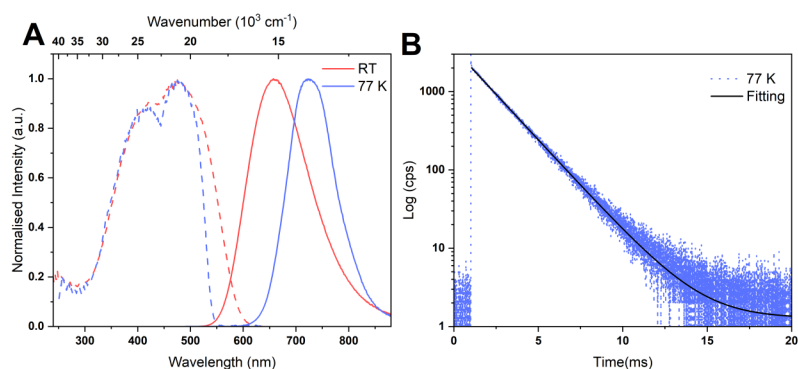 A
Wavenumber (10³ cm⁻¹)
40 35 30 25 20 15
RT
77 K
Normalised Intensity (a.u.)
1.0
0.8
0.6
0.4
0.2
0.0
300 400 500 600 700 800
Wavelength (nm)
B
77 K
Fitting
Log (cps)
1000
100
10
1
0 5 10 15 20
Time(ms)